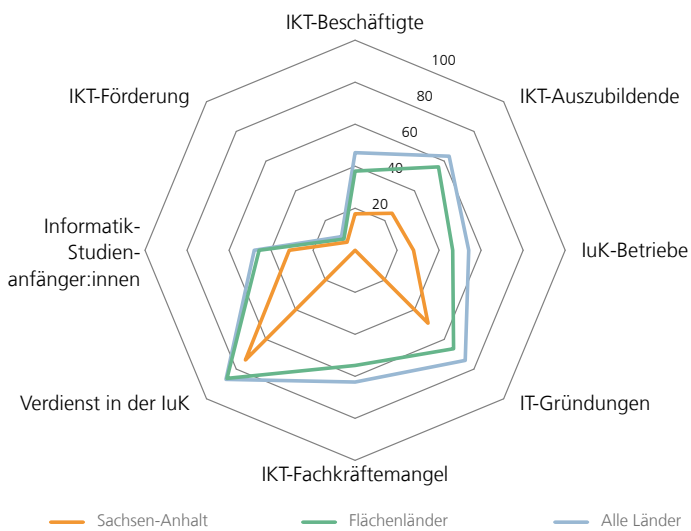 IKT-Beschäftigte
100
IKT-Förderung
80
IKT-Auszubildende
60
40
20
Informatik-
Studien-
anfänger:innen
IuK-Betriebe
Verdienst in der IuK
IT-Gründungen
IKT-Fachkräftemangel
Sachsen-Anhalt
Flächenländer
Alle Länder